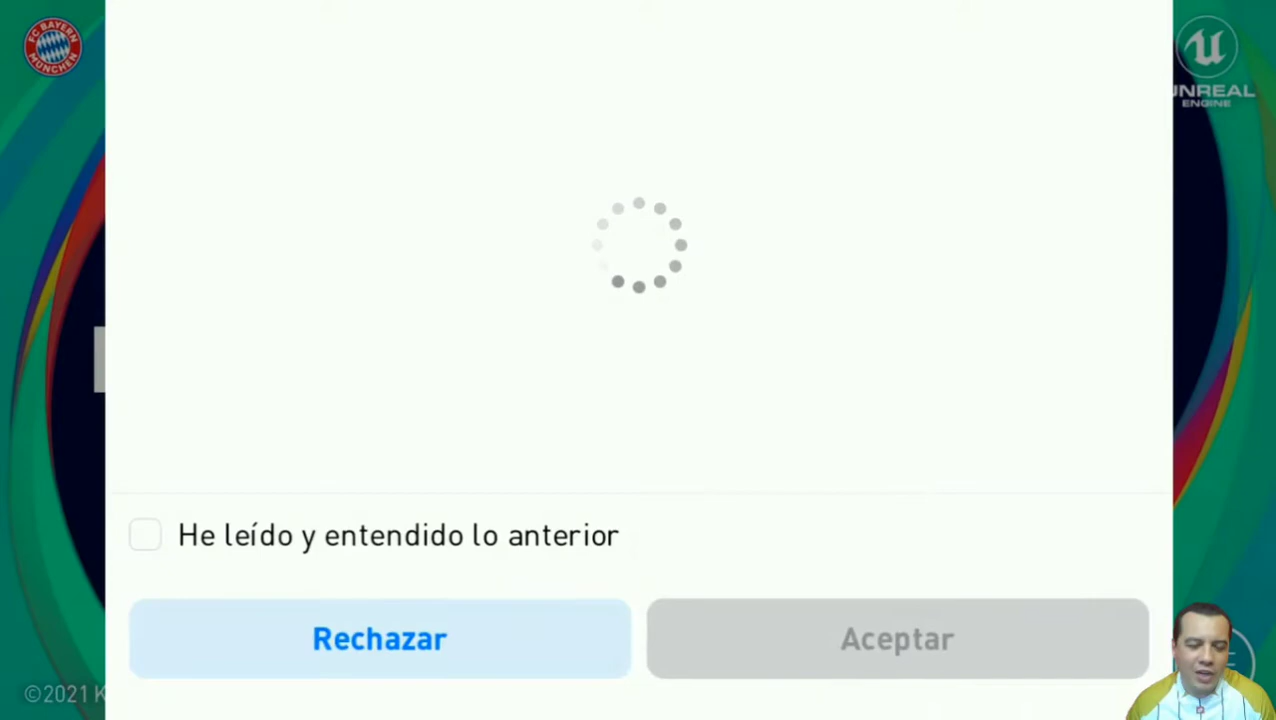 FC BAYERN
MÜNCHEN
UNREAL
ENGINE
He leído y entendido lo anterior
Rechazar
Aceptar
©2021 K